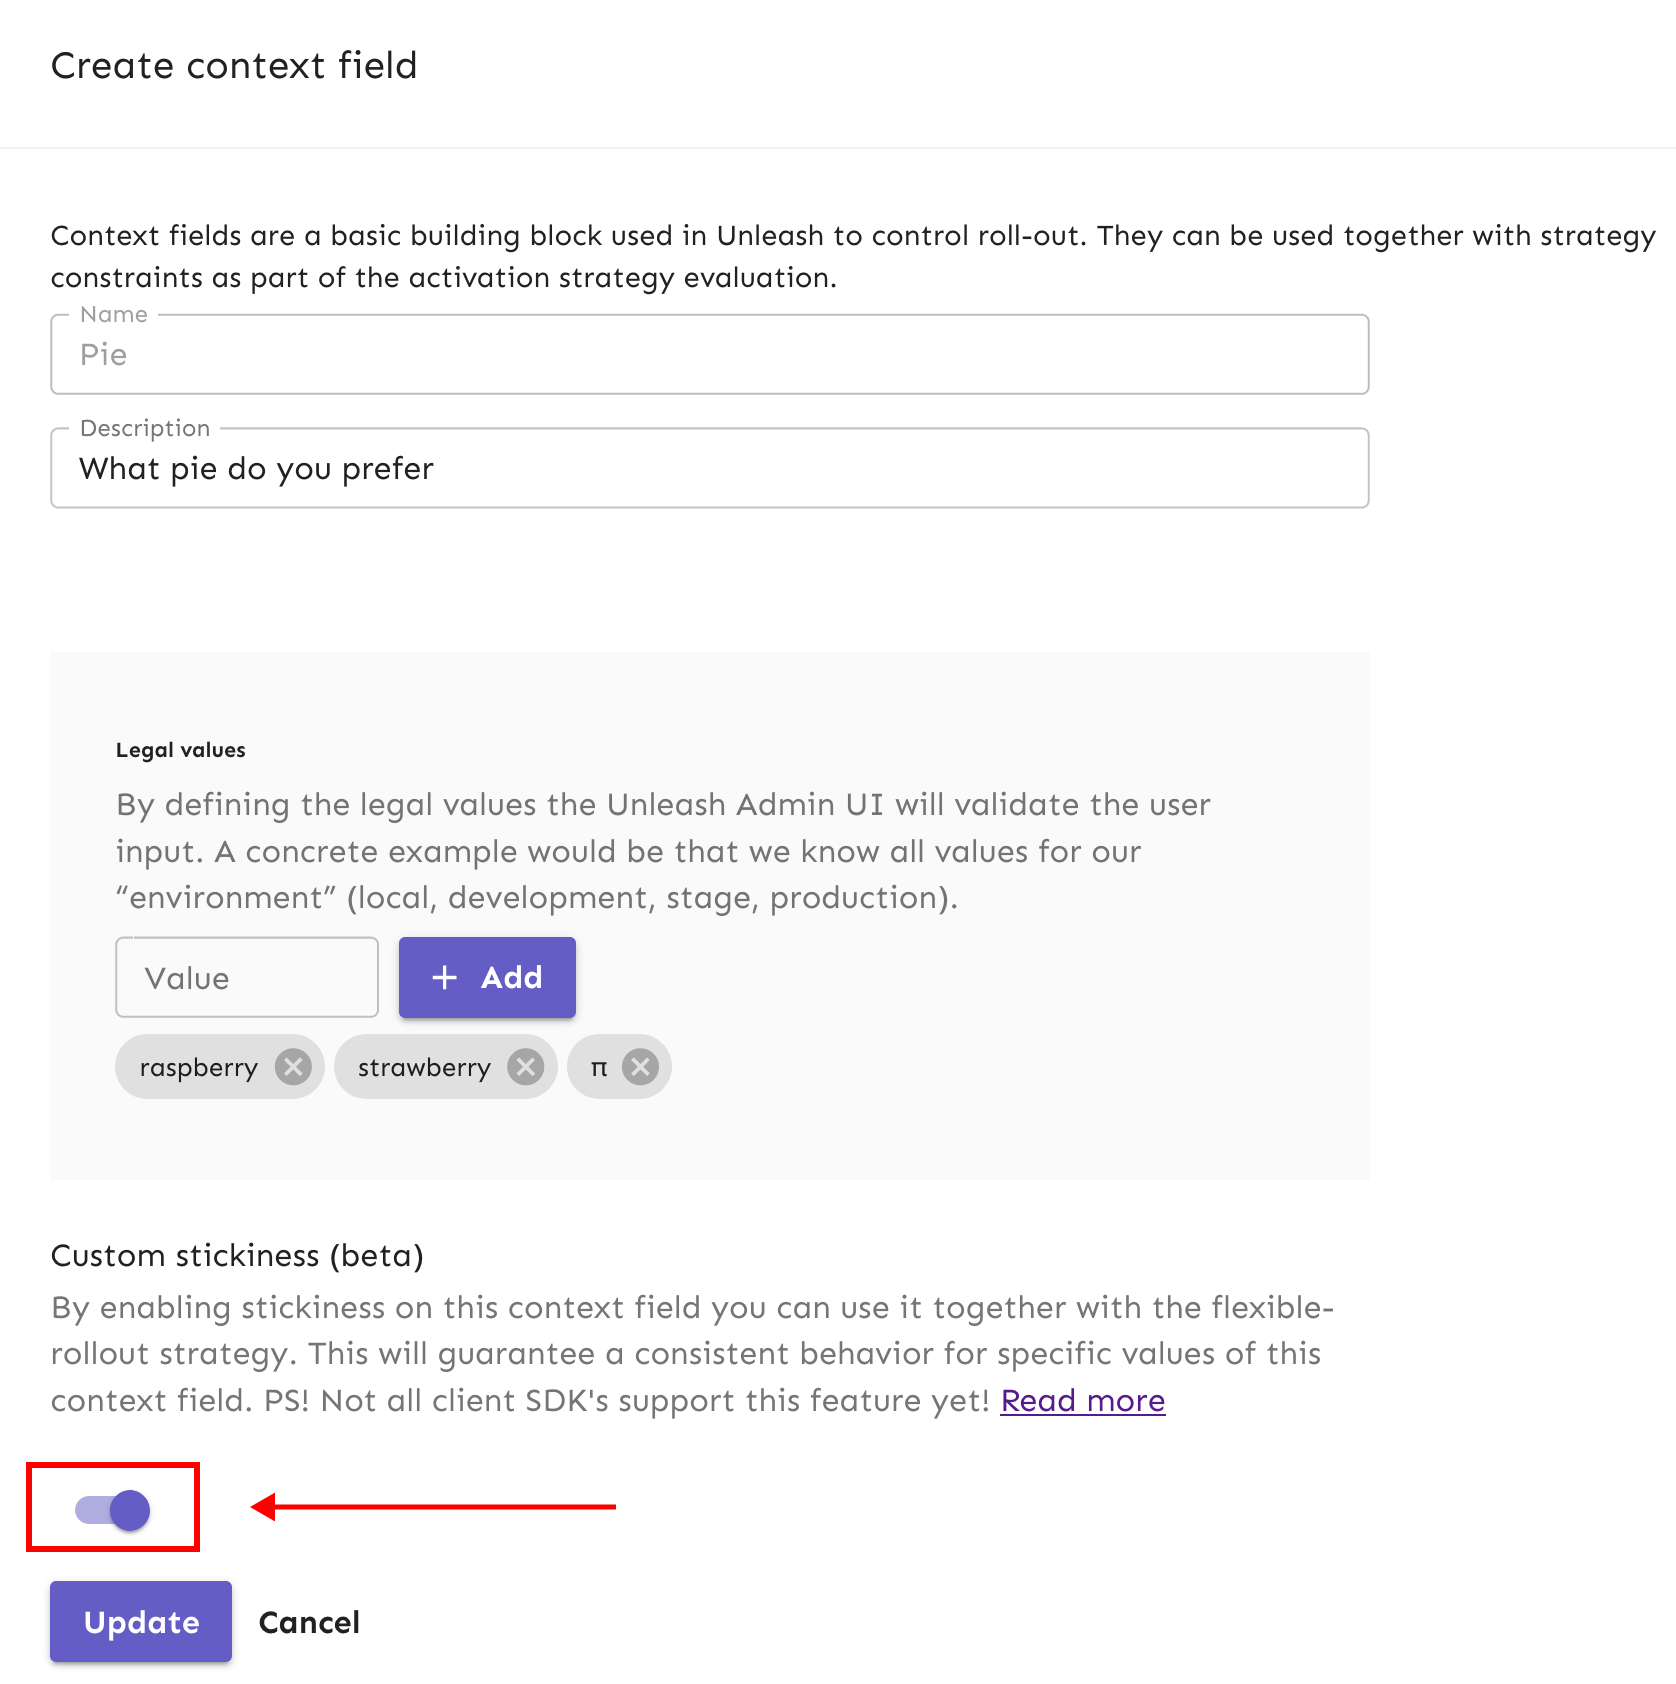 Create context field
Context fields are a basic building block used in Unleash to control roll-out. They can be used together with strategy
constraints as part of the activation strategy evaluation.
Name
Pie
Description
What pie do you prefer
Legal values
By defining the legal values the Unleash Admin UI will validate the user
input. A concrete example would be that we know all values for our
“environment” (local, development, stage, production).
Value
+ Add
raspberry strawberry π
Custom stickiness (beta)
By enabling stickiness on this context field you can use it together with the flexible-
rollout strategy. This will guarantee a consistent behavior for specific values of this
context field. PS! Not all client SDK's support this feature yet! Read more
Update Cancel